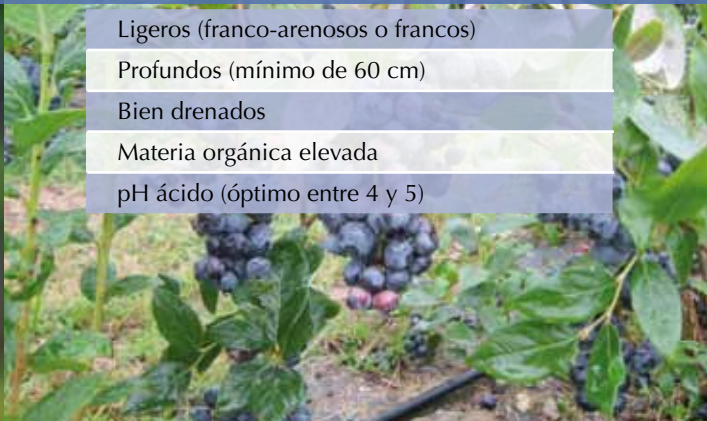 Ligeros (franco-arenosos o francos)
Profundos (mínimo de 60 cm)
Bien drenados
Materia orgánica elevada
pH ácido (óptimo entre 4 y 5)